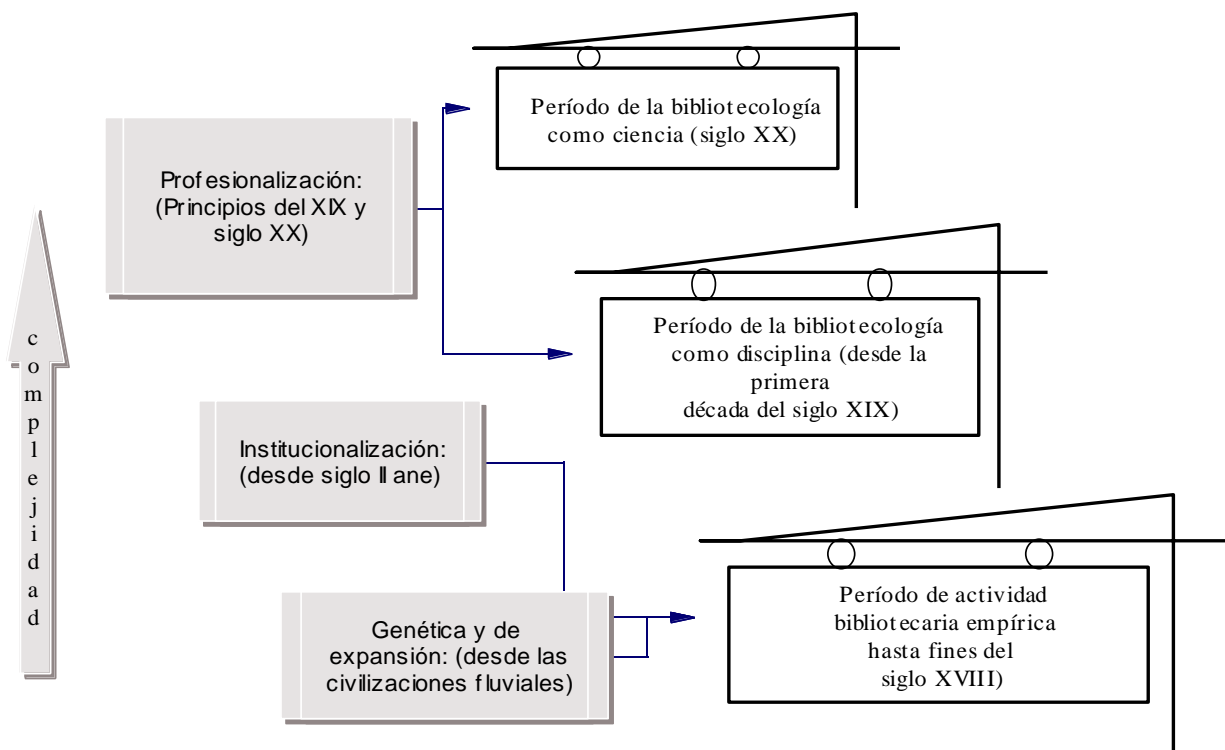 Período de la bibliotecología
como ciencia (siglo XX)
Profesionalización:
(Principios del XIX y
siglo XX)
Período de la bibliotecología
como disciplina (desde la
primera
década del siglo XIX)
complejidad
Institucionalización:
(desde siglo II ane)
Genética y de
expansión: (desde las
civilizaciones fluviales)
Período de actividad
bibliotecaria empírica
hasta fines del
siglo XVIII)